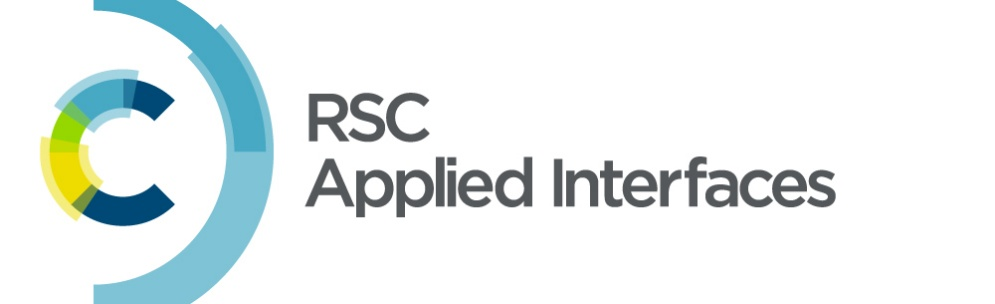 RSC
Applied Interfaces